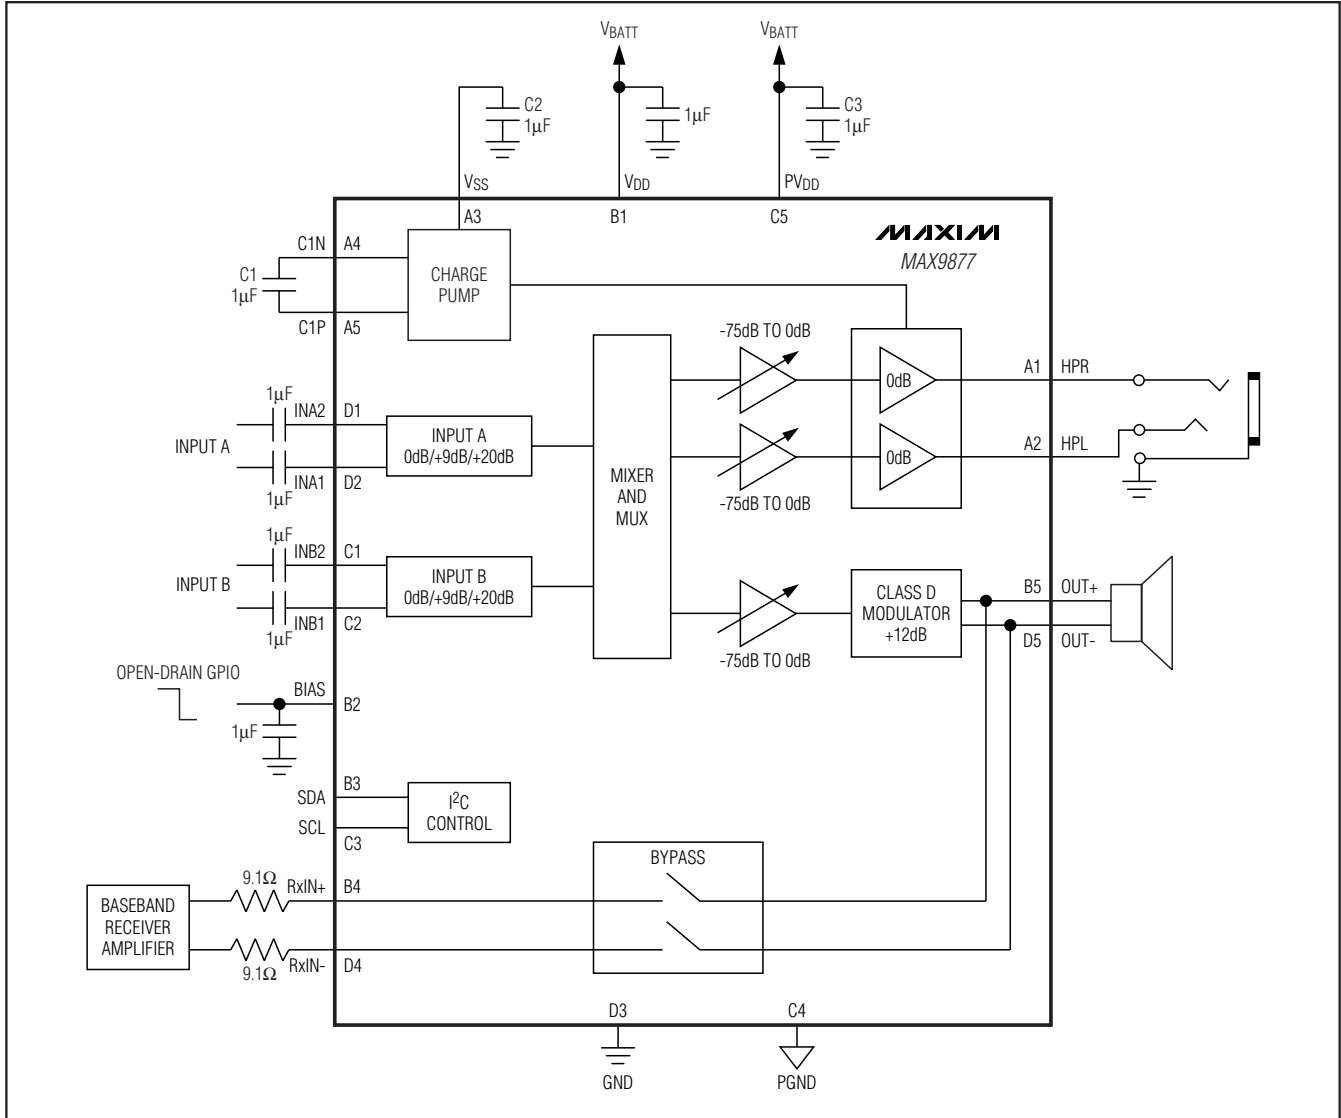 VBATT
VBATT
C2
1µF
1µF
C3
1µF
VSS
VDD
PVDD
A3
B1
C5
MAXIM
MAX9877
C1N
A4
C1
1µF
CHARGE
PUMP
C1P
A5
-75dB TO 0dB
0dB
A1
HPR
1µF
INA2
D1
INPUT A
INPUT A
0dB/+9dB/+20dB
INA1
D2
1µF
MIXER
AND
MUX
0dB
A2
HPL
-75dB TO 0dB
1µF
INB2
C1
INPUT B
INPUT B
0dB/+9dB/+20dB
INB1
C2
1µF
CLASS D
MODULATOR
+12dB
B5
OUT+
D5
OUT-
-75dB TO 0dB
OPEN-DRAIN GPIO
BIAS
B2
1µF
B3
SDA
I2C
CONTROL
SCL
C3
BYPASS
9.1Ω
RxIN+
B4
BASEBAND
RECEIVER
AMPLIFIER
9.1Ω
RxIN-
D4
D3
C4
GND
PGND